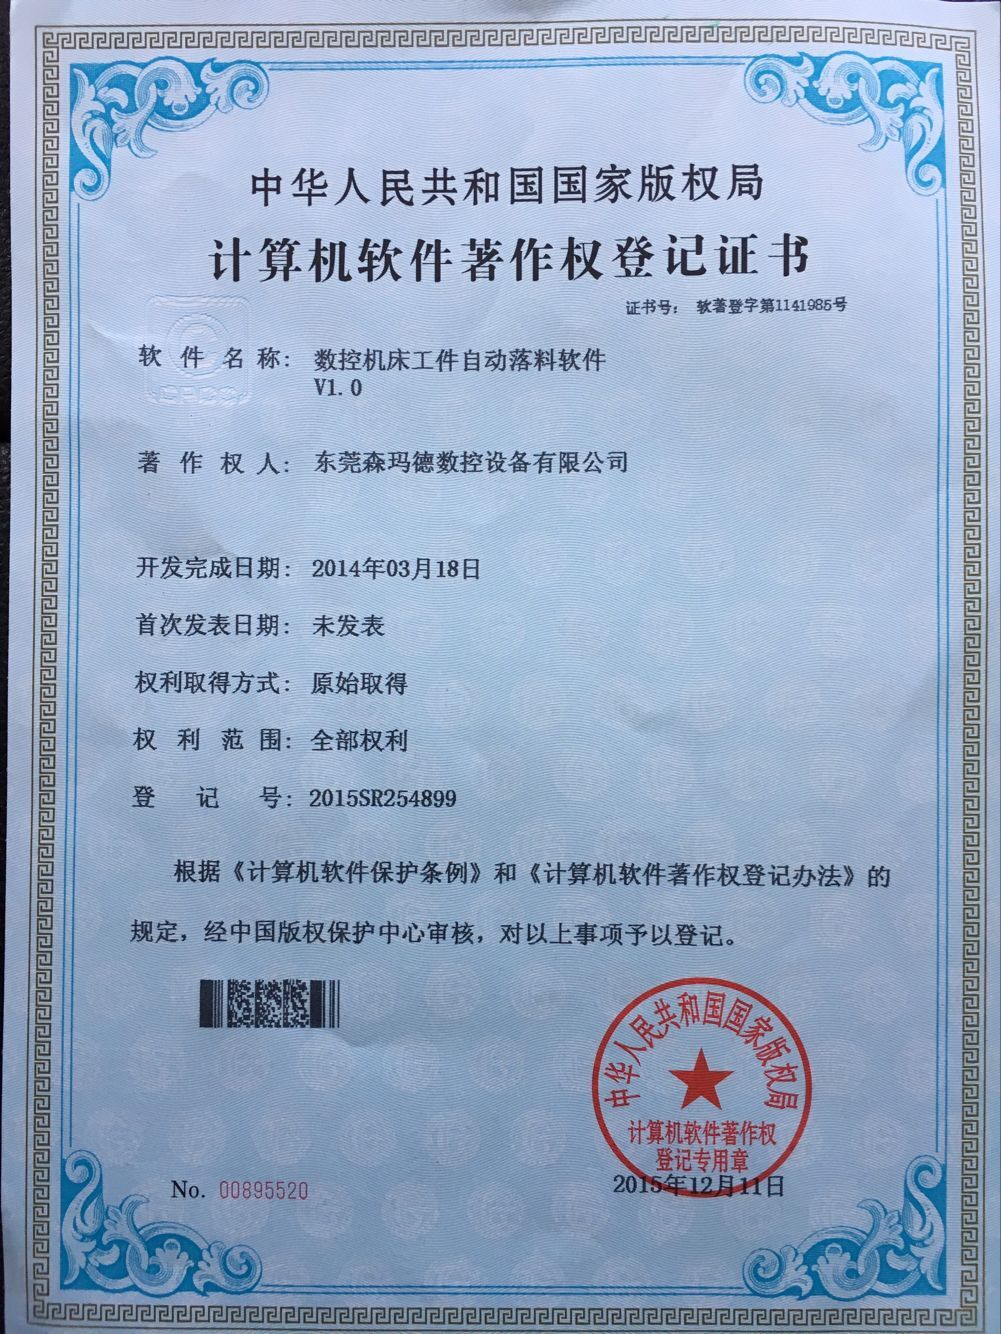 中华人民共和国国家版权局
计算机软件著作权登记证书
证书号： 软著登字第1141985号
软件名称： 数控机床工件自动落料软件
V1.0
著作权人： 东莞森玛德数控设备有限公司
开发完成日期： 2014年03月18日
首次发表日期： 未发表
权利取得方式： 原始取得
权利范围： 全部权利
登记号： 2015SR254899
根据《计算机软件保护条例》和《计算机软件著作权登记办法》的
规定，经中国版权保护中心审核，对以上事项予以登记。
中华人民共和国国家版权局
计算机软件著作权
登记专用章
No. 00895520
2015年12月11日